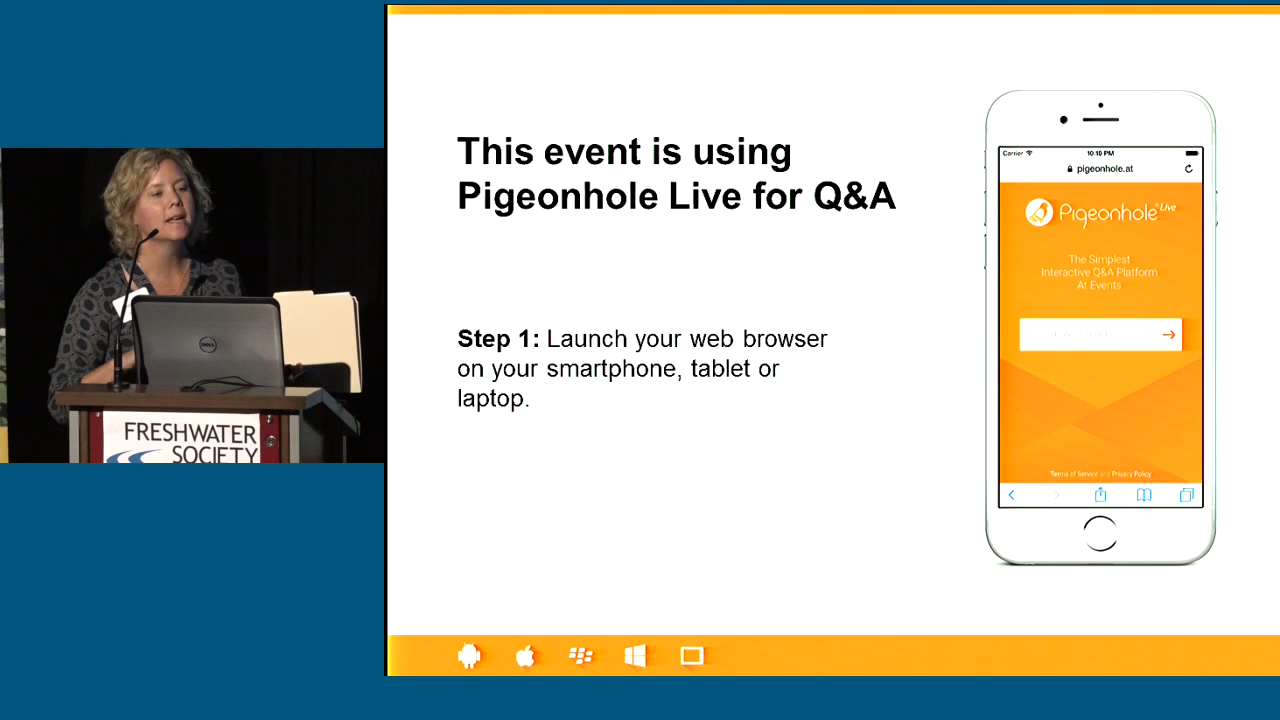 This event is using
Pigeonhole Live for Q&A
Step 1: Launch your web browser
on your smartphone, tablet or
laptop.
Carrier
10:10 PM
pigeonhole.at
Pigeonhole Live
The Simplest
Interactive Q&A Platform
At Events
Terms of Service and Privacy Policy
DELL
FRESHWATER
SOCIETY